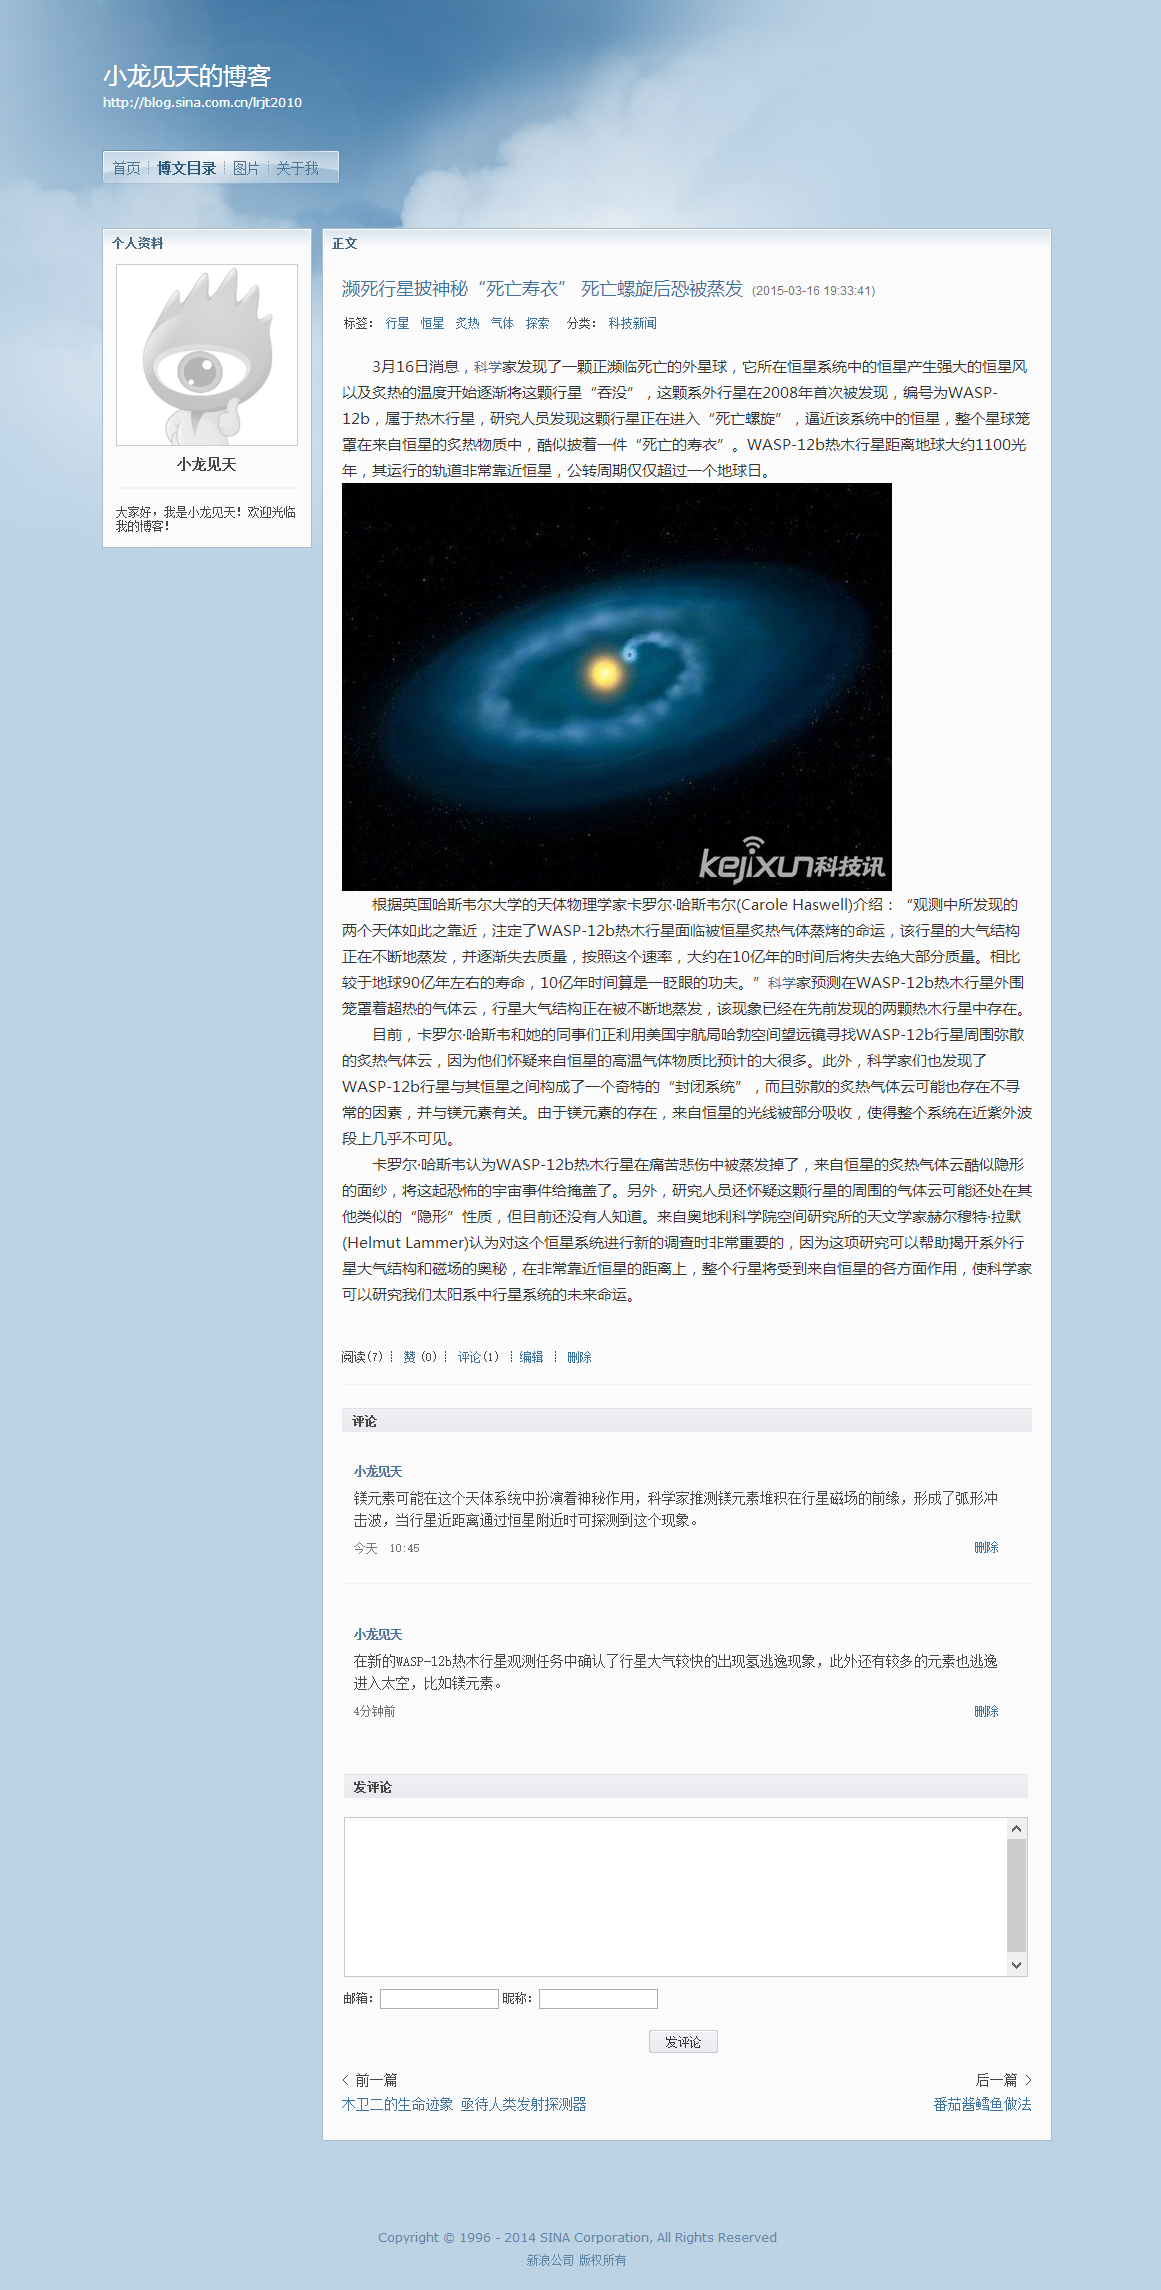 小龙见天的博客
http://blog.sina.com.cn/lrjt2010
首页 博文目录 图片 关于我
个人资料
小龙见天
大家好，我是小龙见天！欢迎光临
我的博客！
正文
濒死行星披神秘“死亡寿衣” 死亡螺旋后恐被蒸发 (2015-03-16 19:33:41)
标签： 行星 恒星 炙热 气体 探索 分类： 科技新闻
3月16日消息，科学家发现了一颗正濒临死亡的外星球，它所在恒星系统中的恒星产生强大的恒星风
以及炙热的温度开始逐渐将这颗行星“吞没”，这颗系外行星在2008年首次被发现，编号为WASP-
12b，属于热木行星，研究人员发现这颗行星正在进入“死亡螺旋”，逼近该系统中的恒星，整个星球笼
罩在来自恒星的炙热物质中，酷似披着一件“死亡的寿衣”。WASP-12b热木行星距离地球大约1100光
年，其运行的轨道非常靠近恒星，公转周期仅仅超过一个地球日。
kejixun科技讯
根据英国哈斯韦尔大学的天体物理学家卡罗尔·哈斯韦尔(Carole Haswell)介绍：“观测中所发现的
两个天体如此之靠近，注定了WASP-12b热木行星面临被恒星炙热气体蒸烤的命运，该行星的大气结构
正在不断地蒸发，并逐渐失去质量，按照这个速率，大约在10亿年的时间后将失去绝大部分质量。相比
较于地球90亿年左右的寿命，10亿年时间算是一眨眼的功夫。”科学家预测在WASP-12b热木行星外围
笼罩着超热的气体云，行星大气结构正在被不断地蒸发，该现象已经在先前发现的两颗热木行星中存在。
目前，卡罗尔·哈斯韦和她的同事们正利用美国宇航局哈勃空间望远镜寻找WASP-12b行星周围弥散
的炙热气体云，因为他们怀疑来自恒星的高温气体物质比预计的大很多。此外，科学家们也发现了
WASP-12b行星与其恒星之间构成了一个奇特的“封闭系统”，而且弥散的炙热气体云可能也存在不寻
常的因素，并与镁元素有关。由于镁元素的存在，来自恒星的光线被部分吸收，使得整个系统在近紫外波
段上几乎不可见。
卡罗尔·哈斯韦认为WASP-12b热木行星在痛苦悲伤中被蒸发掉了，来自恒星的炙热气体云酷似隐形
的面纱，将这起恐怖的宇宙事件给掩盖了。另外，研究人员还怀疑这颗行星的周围的气体云可能还处在其
他类似的“隐形”性质，但目前还没有人知道。来自奥地利科学院空间研究所的天文学家赫尔穆特·拉默
(Helmut Lammer)认为对这个恒星系统进行新的调查时非常重要的，因为这项研究可以帮助揭开系外行
星大气结构和磁场的奥秘，在非常靠近恒星的距离上，整个行星将受到来自恒星的各方面作用，使科学家
可以研究我们太阳系中行星系统的未来命运。
阅读(7) 赞(0) 评论(1) 编辑 删除
评论
小龙见天
镁元素可能在这个天体系统中扮演着神秘作用，科学家推测镁元素堆积在行星磁场的前缘，形成了弧形冲
击波，当行星近距离通过恒星附近时可探测到这个现象。
今天 10:45 删除
小龙见天
在新的WASP-12b热木行星观测任务中确认了行星大气较快的出现氢逃逸现象，此外还有较多的元素也逃逸
进入太空，比如镁元素。
4分钟前 删除
发评论
邮箱： 昵称：
发评论
< 前一篇 后一篇 >
木卫二的生命迹象 亟待人类发射探测器 番茄酱鳕鱼做法
Copyright © 1996 - 2014 SINA Corporation, All Rights Reserved
新浪公司 版权所有